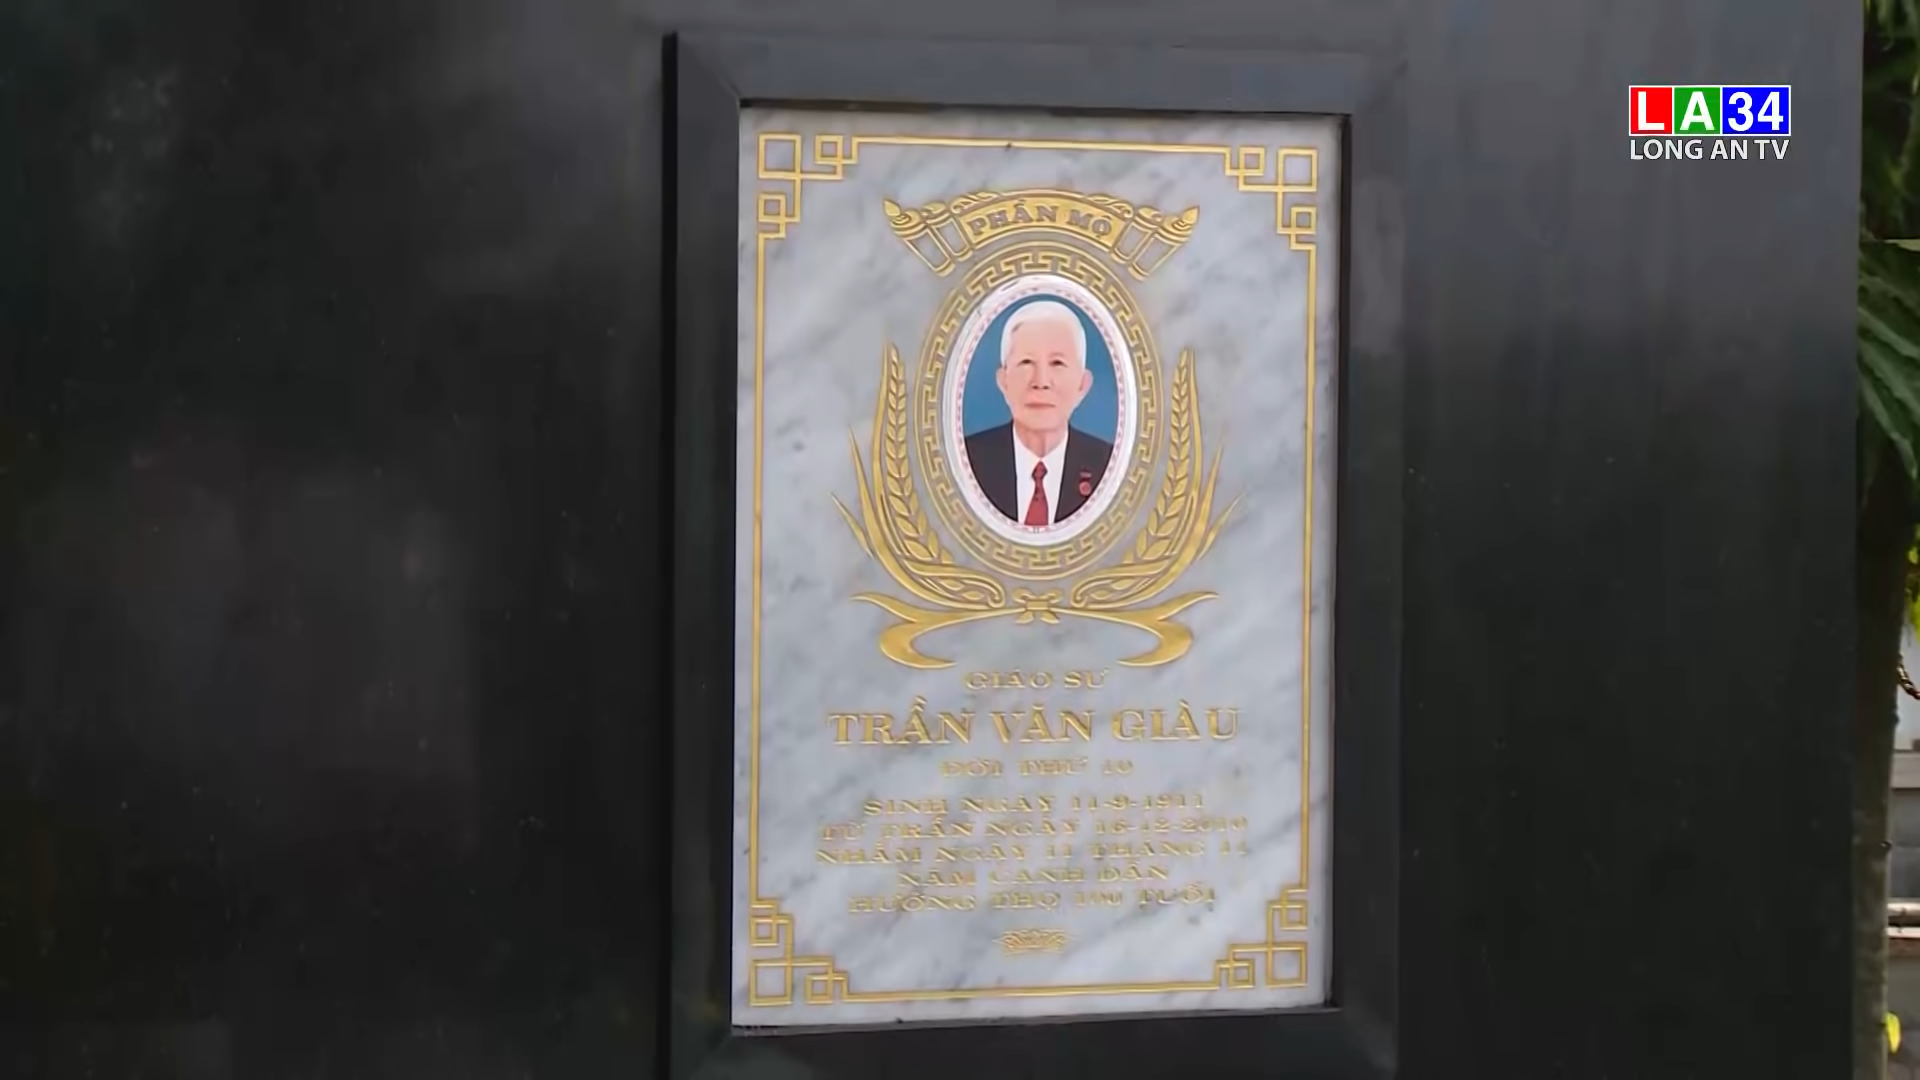 LA34
LONG AN TV
PHẦN MỘ
GIÁO SƯ
TRẦN VĂN GIÀU
ĐỜI THỨ 10
SINH NGÀY 11-9-1911
TỪ TRẦN NGÀY 16-12-2010
NHẰM NGÀY 11 THÁNG 11
NĂM CANH DẦN
HƯỞNG THỌ 100 TUỔI